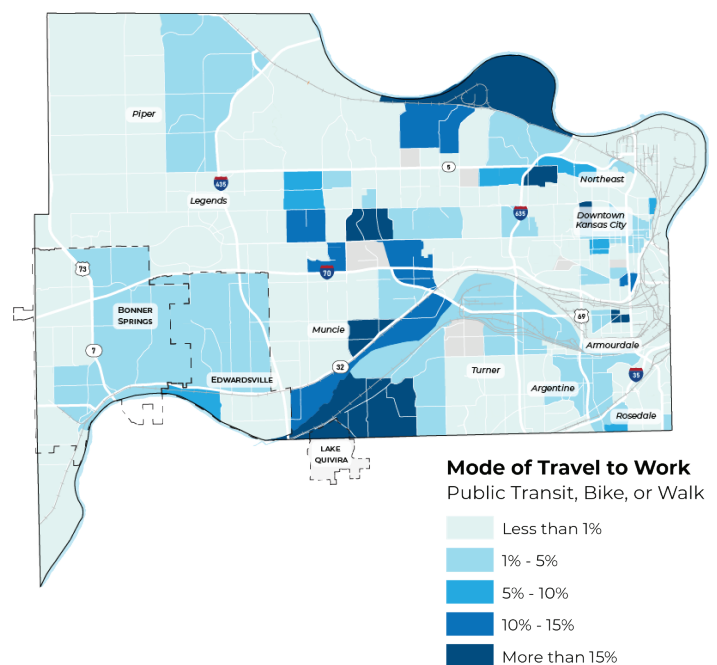 Piper
5
435
Northeast
Legends
635
Downtown
Kansas City
73
70
BONNER
SPRINGS
69
Muncie
7
32
Armourdale
Turner
35
EDWARDSVILLE
Argentine
Rosedale
LAKE
QUIVIRA
Mode of Travel to Work
Public Transit, Bike, or Walk
Less than 1%
1% - 5%
5% - 10%
10% - 15%
More than 15%